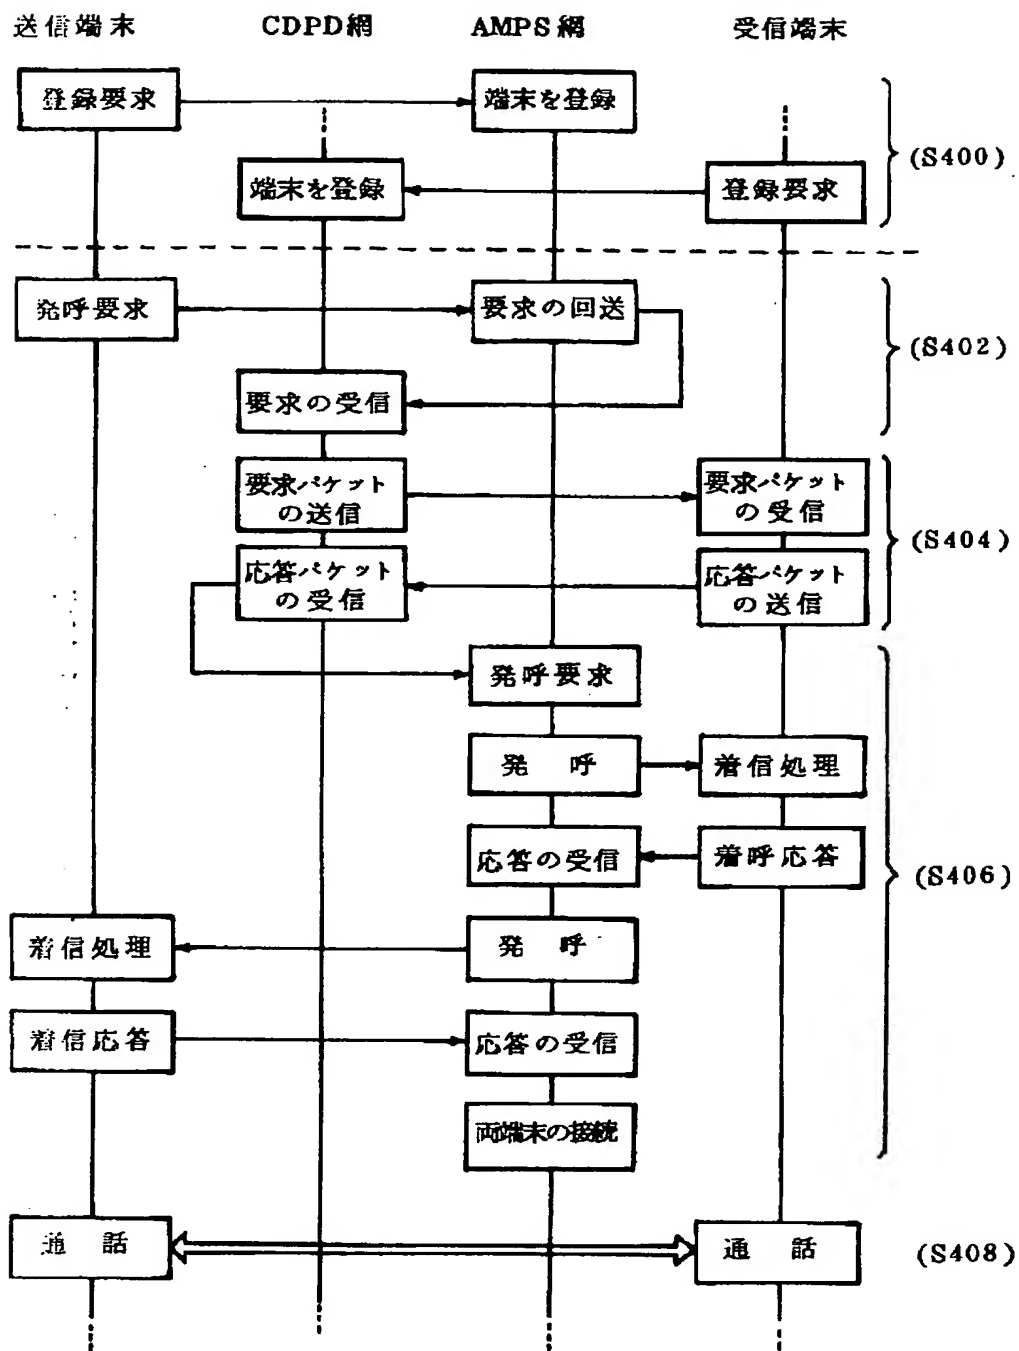 送信端末 CDPD網 AMPS網 受信端末
登録要求 端末を登録
(S400)
端末を登録 登録要求
発呼要求 要求の回送
(S402)
要求の受信
要求パケット 要求パケット
の送信 の受信
(S404)
応答パケット 応答パケット
の受信 の送信
発呼要求
発 呼 着信処理
応答の受信 着呼応答
(S406)
着信処理 発 呼
着信応答 応答の受信
両端末の接続
通 話 通 話 (S408)